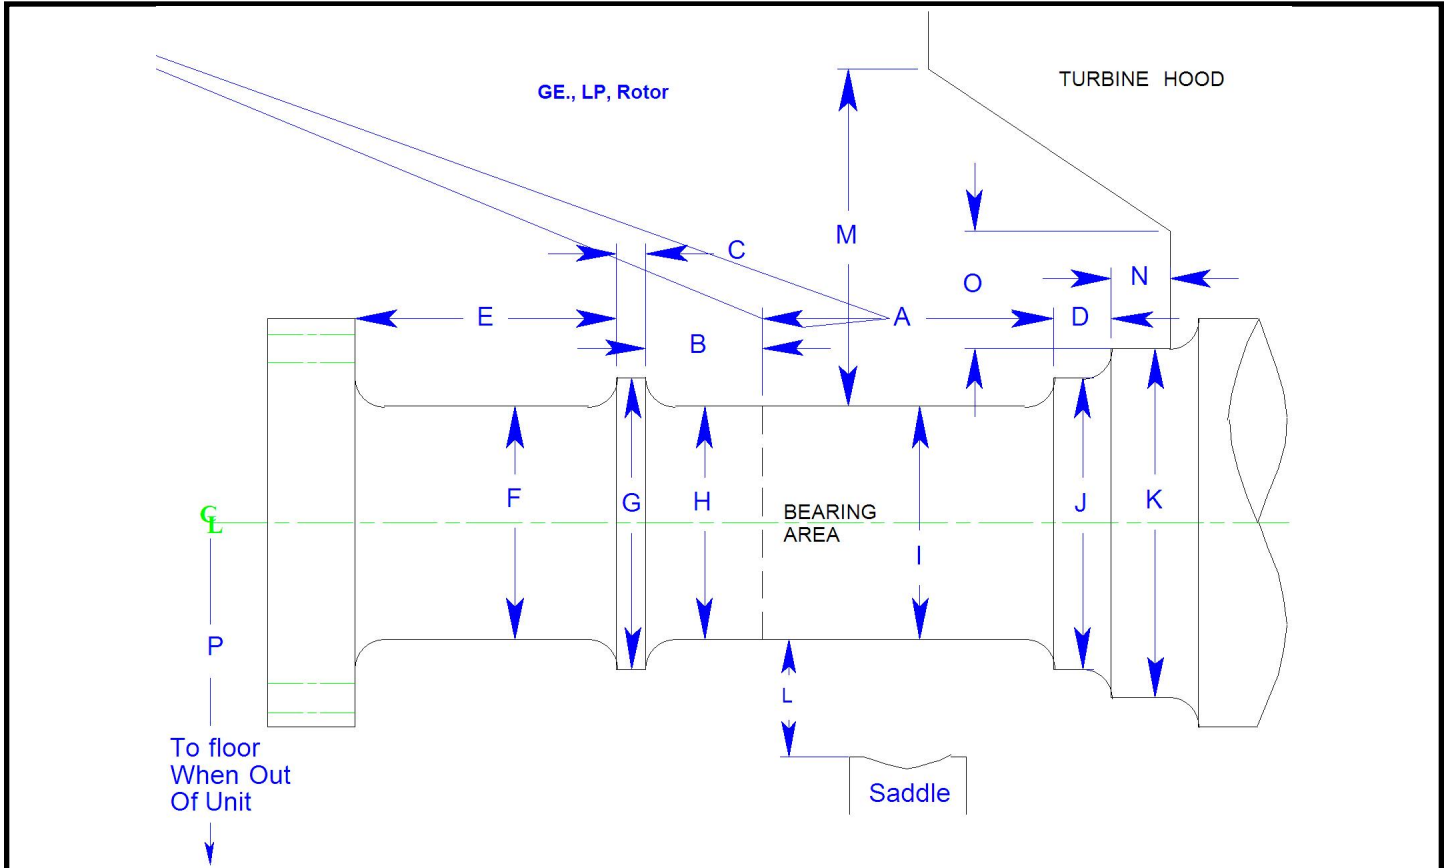 GE., LP, Rotor
TURBINE HOOD
C
M
O
N
E
A
D
B
F
G
H
BEARING
AREA
I
J
K
CL
P
L
To floor
When Out
Of Unit
Saddle